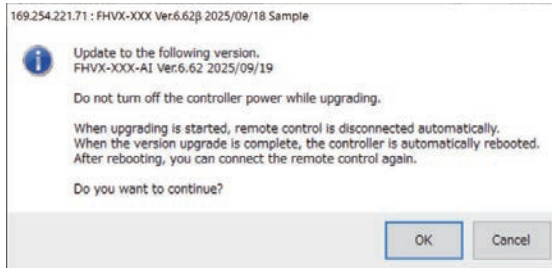 169.254.221.71 : FHVX-XXX Ver.6.62β 2025/09/18 Sample
Update to the following version.
FHVX-XXX-AI Ver.6.62 2025/09/19
Do not turn off the controller power while upgrading.
When upgrading is started, remote control is disconnected automatically.
When the version upgrade is complete, the controller is automatically rebooted.
After rebooting, you can connect the remote control again.
Do you want to continue?
OK
Cancel